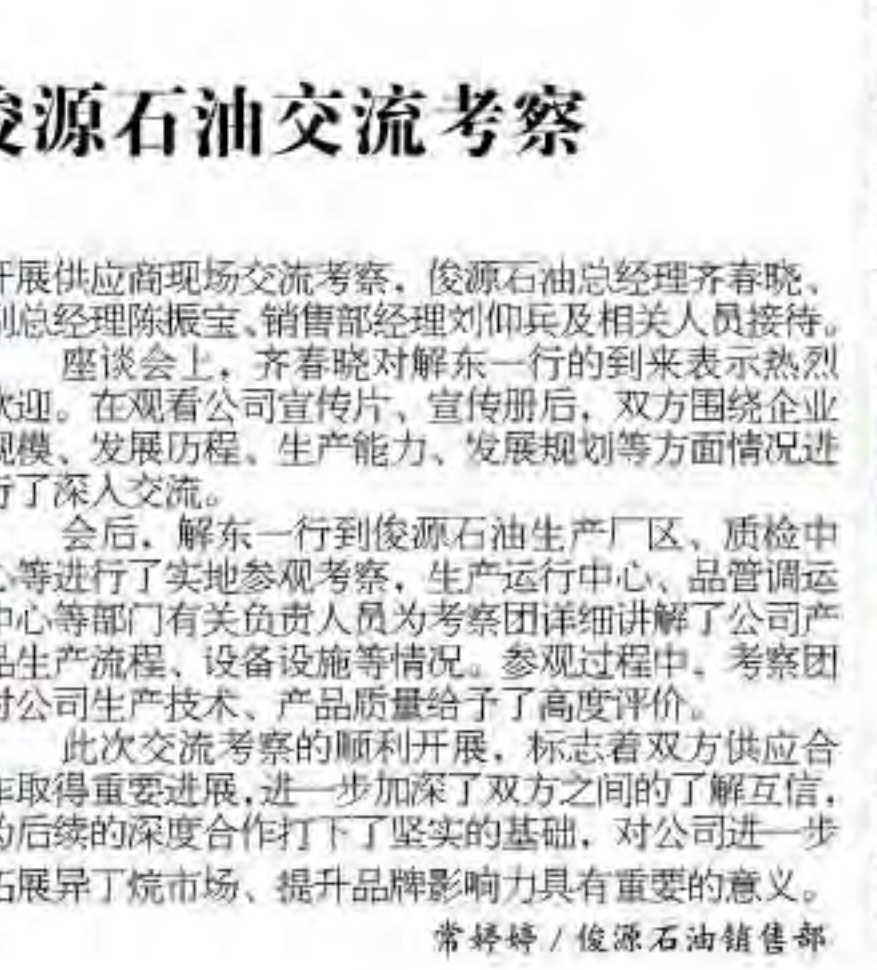 俊源石油交流考察
开展供应商现场交流考察，俊源石油总经理齐春晓、
副总经理陈振宝、销售部经理刘仰兵及相关人员接待。
座谈会上，齐春晓对解东一行的到来表示热烈
欢迎。在观看公司宣传片、宣传册后，双方围绕企业
规模、发展历程、生产能力、发展规划等方面情况进
行了深入交流。
会后，解东一行到俊源石油生产厂区、质检中
心等进行了实地参观考察，生产运行中心、品管调运
中心等部门有关负责人员为考察团详细讲解了公司产
品生产流程、设备设施等情况。参观过程中，考察团
对公司生产技术、产品质量给予了高度评价。
此次交流考察的顺利开展，标志着双方供应合
作取得重要进展，进一步加深了双方之间的了解互信，
为后续的深度合作打下了坚实的基础，对公司进一步
拓展异丁烷市场、提升品牌影响力具有重要的意义。
常婷婷/俊源石油销售部